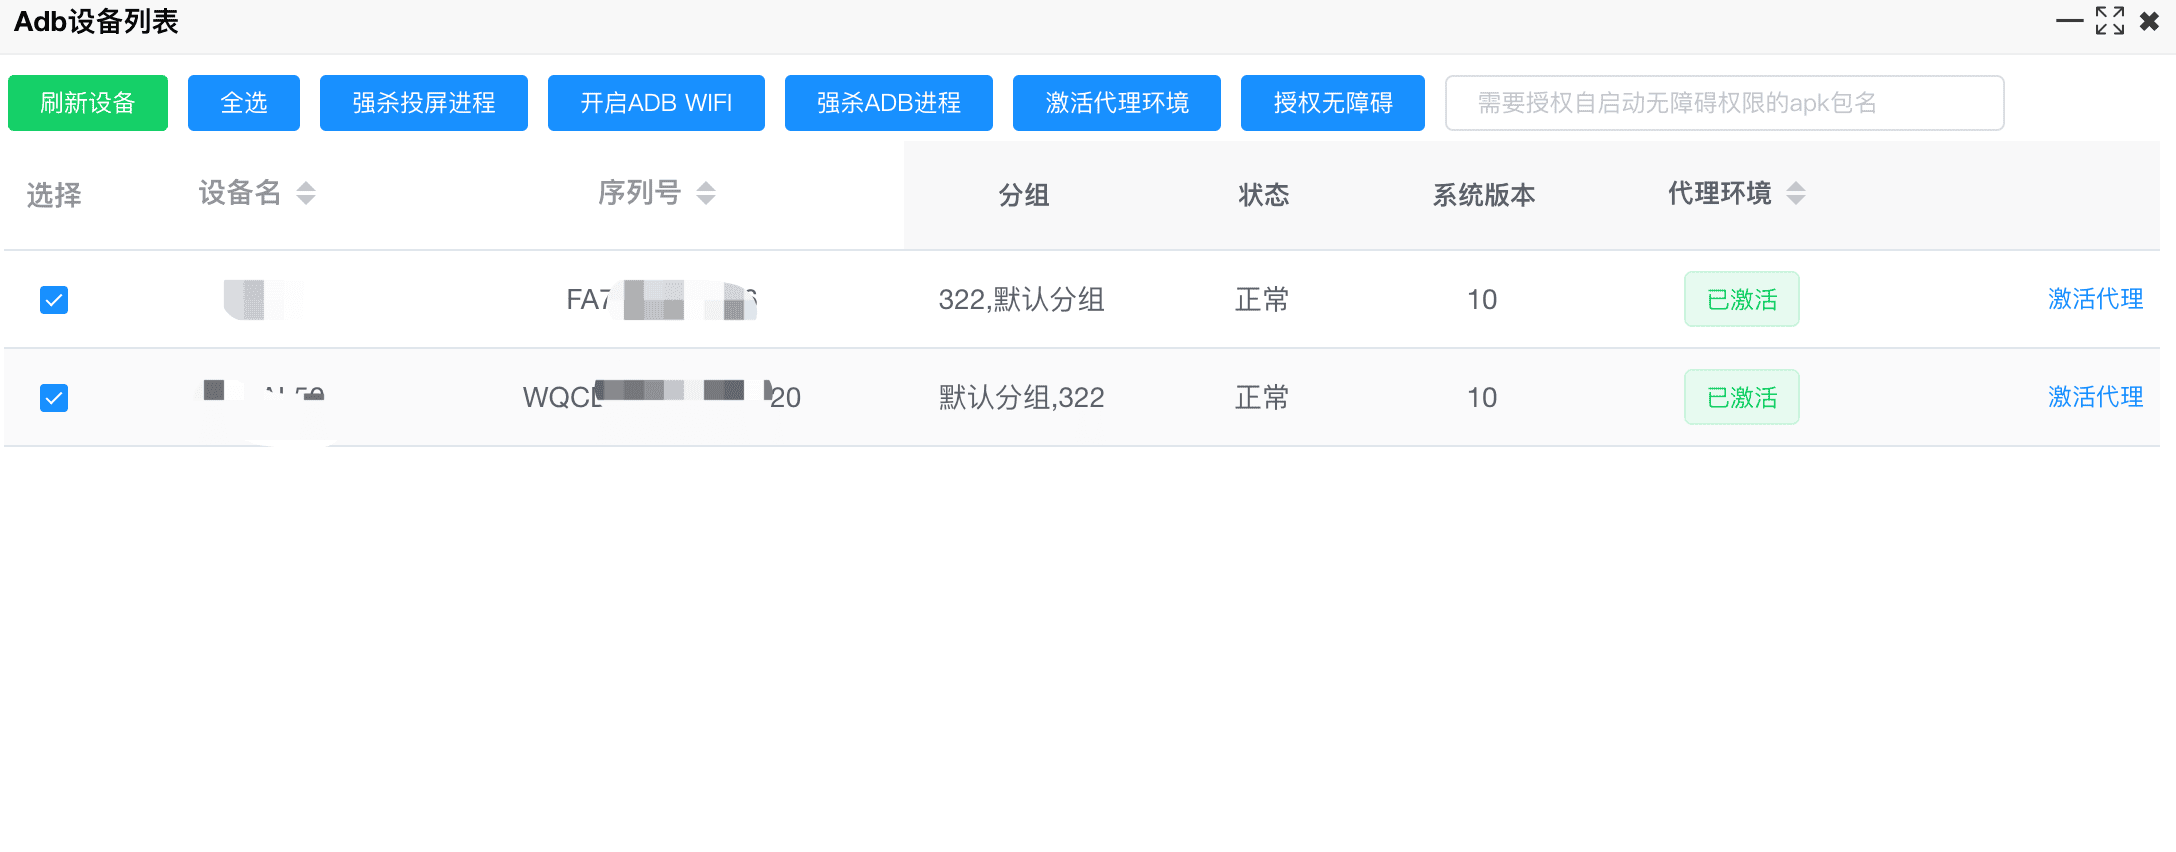 Adb设备列表
刷新设备 全选 强杀投屏进程 开启ADB WIFI 强杀ADB进程 激活代理环境 授权无障碍 需要授权自启动无障碍权限的apk包名
选择 设备名 序列号 分组 状态 系统版本 代理环境
FA7 322,默认分组 正常 10 已激活 激活代理
WQC 20 默认分组,322 正常 10 已激活 激活代理